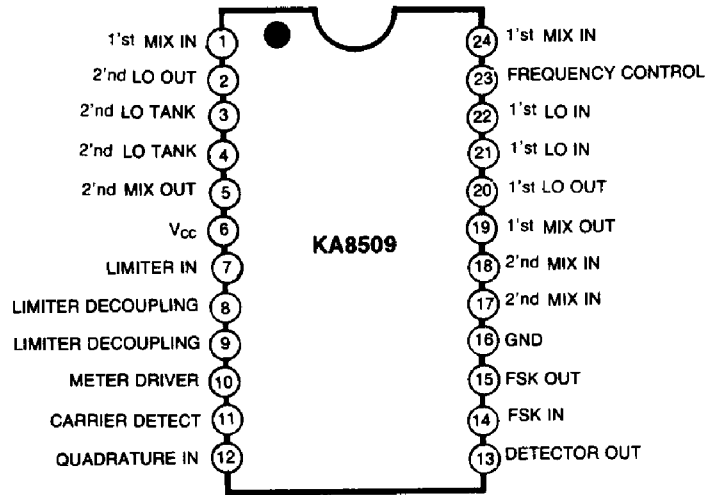 1'st MIX IN 1
2'nd LO OUT 2
2'nd LO TANK 3
2'nd LO TANK 4
2'nd MIX OUT 5
Vcc 6
LIMITER IN 7
LIMITER DECOUPLING 8
LIMITER DECOUPLING 9
METER DRIVER 10
CARRIER DETECT 11
QUADRATURE IN 12
KA8509
24 1'st MIX IN
23 FREQUENCY CONTROL
22 1'st LO IN
21 1'st LO IN
20 1'st LO OUT
19 1'st MIX OUT
18 2'nd MIX IN
17 2'nd MIX IN
16 GND
15 FSK OUT
14 FSK IN
13 DETECTOR OUT